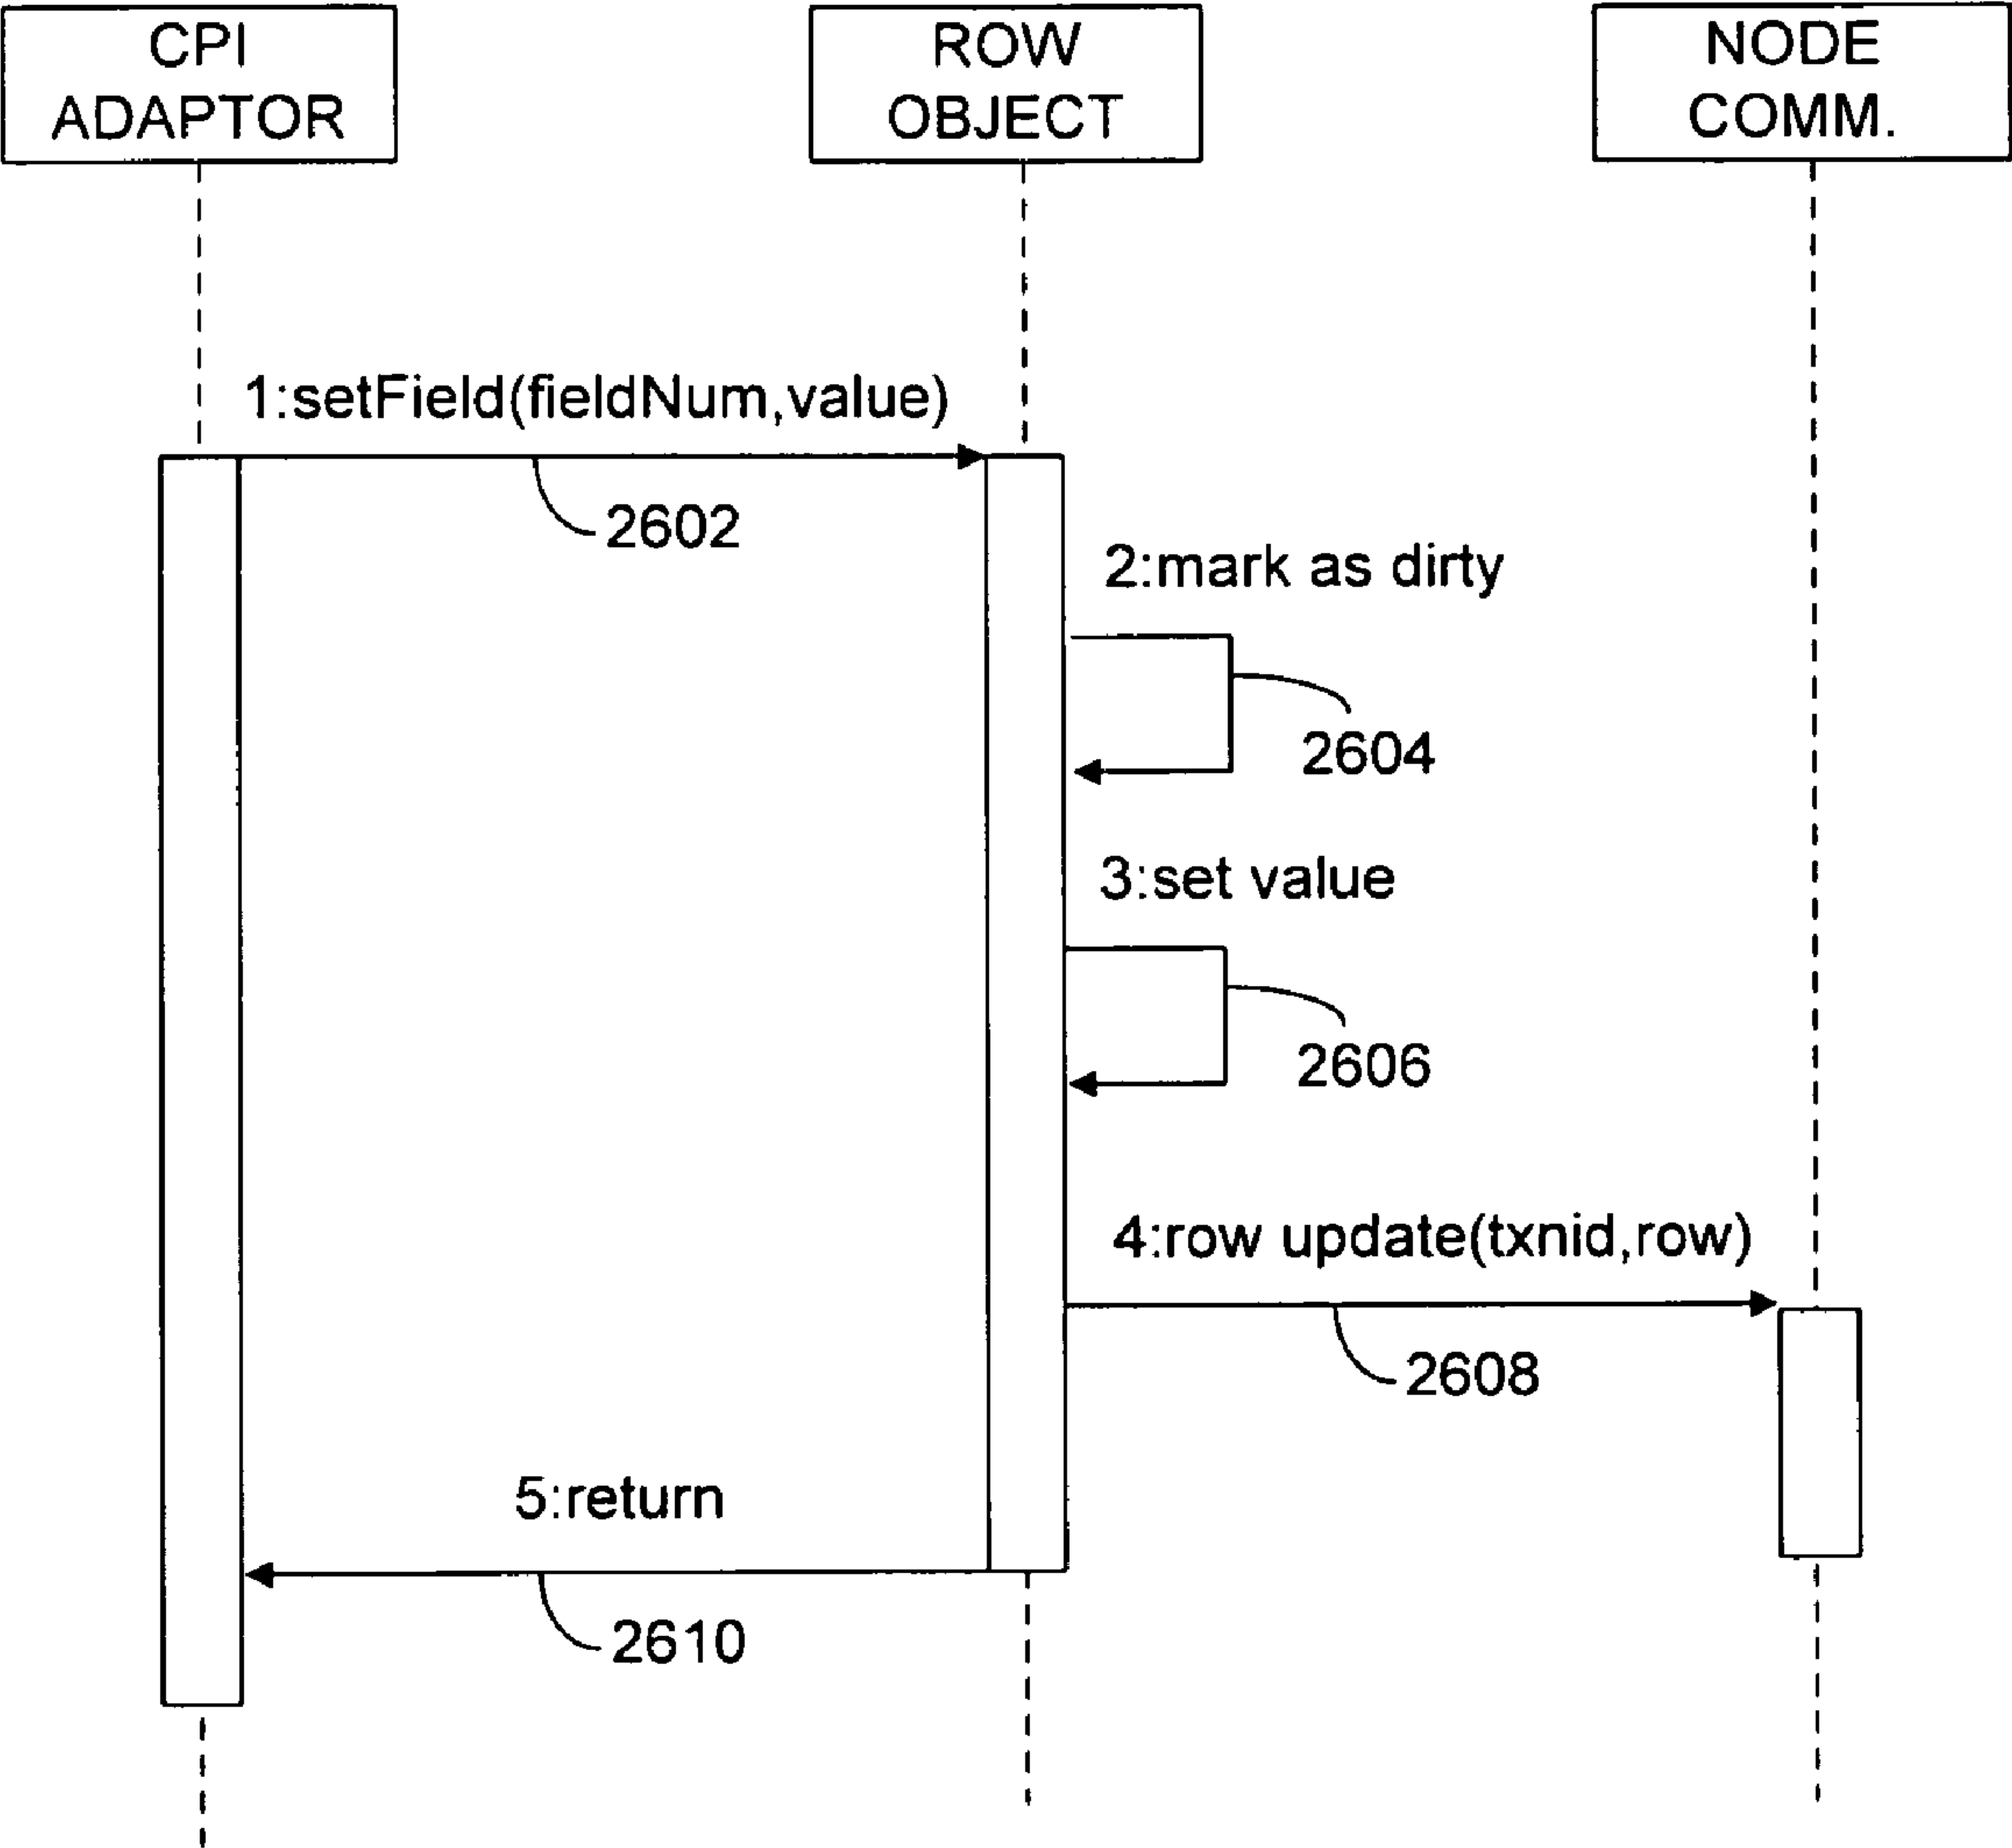 CPI
ADAPTOR
ROW
OBJECT
NODE
COMM.
1:setField(fieldNum,value)
2602
2:mark as dirty
2604
3:set value
2606
4:row update(txnid,row)
2608
5:return
2610